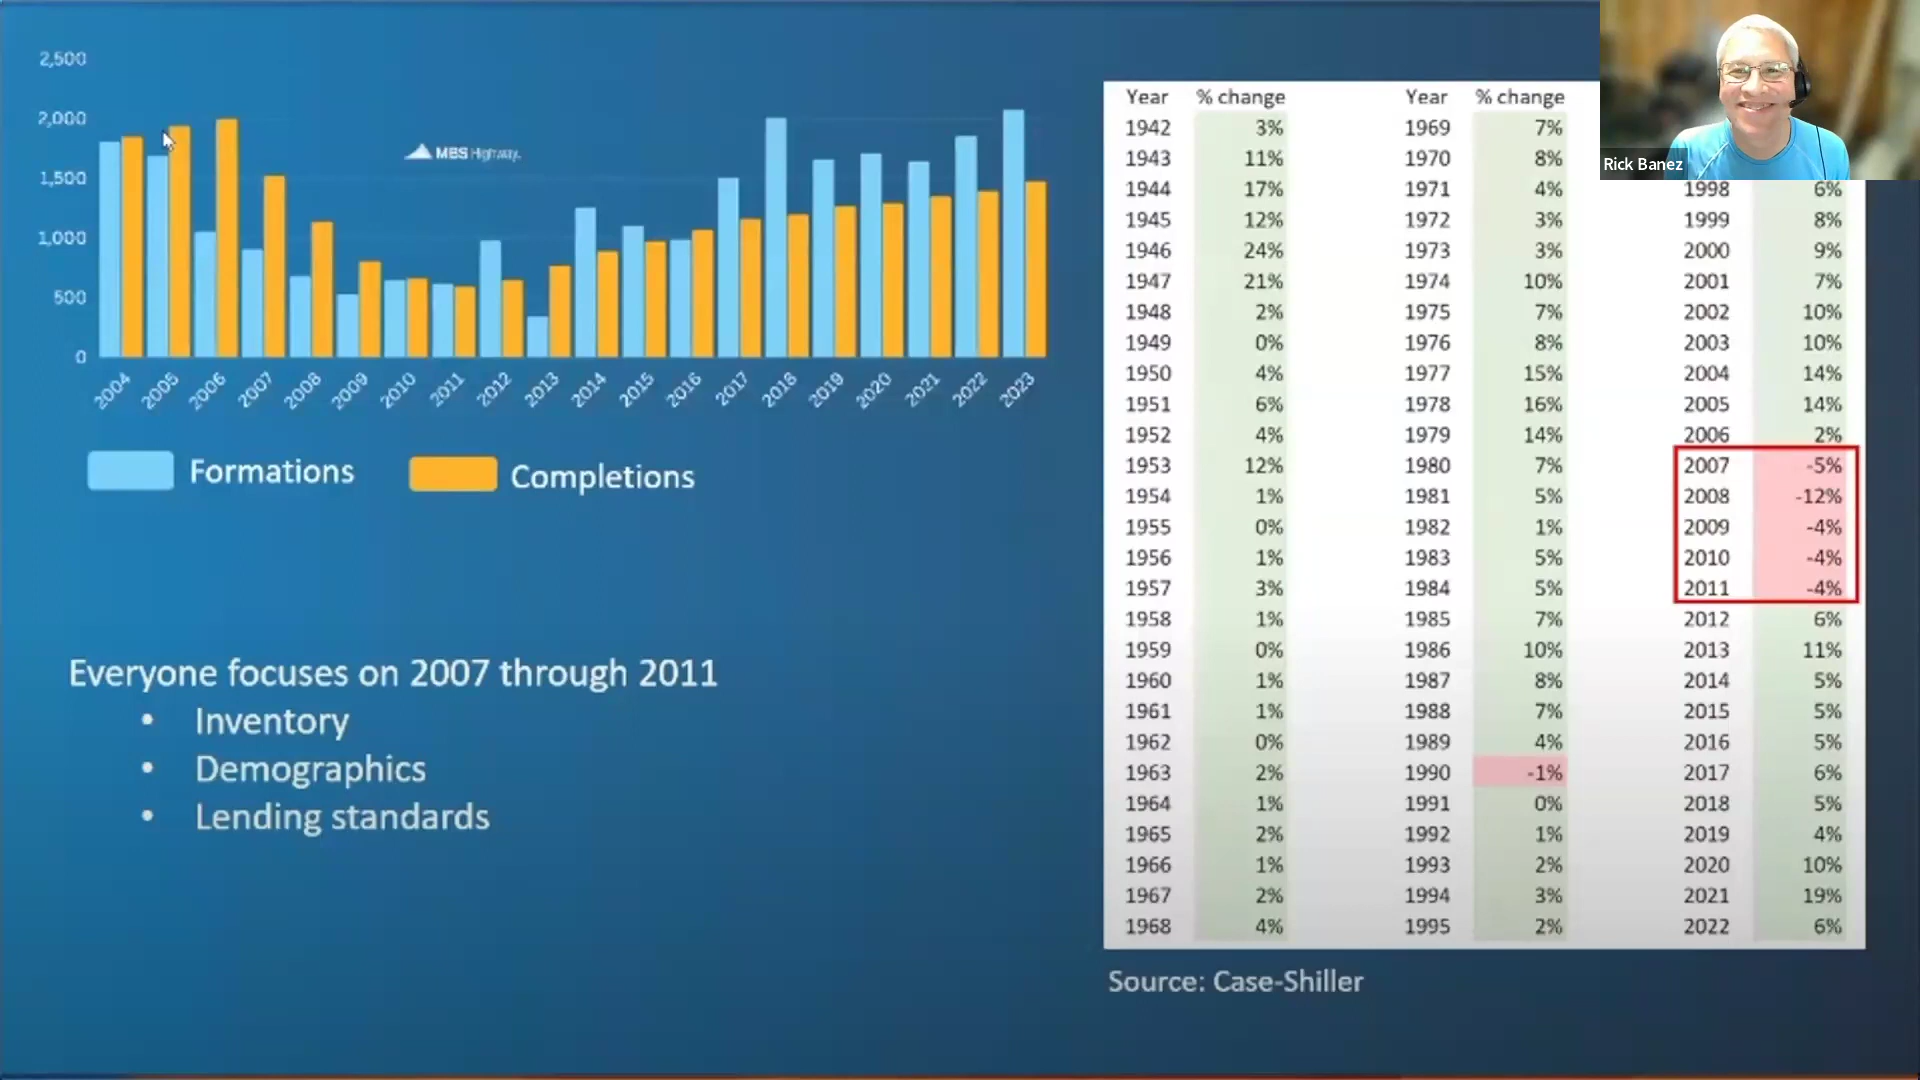 2,500
2,000
1,500
1,000
500
0
MBS Highway
2004 2005 2006 2007 2008 2009 2010 2011 2012 2013 2014 2015 2016 2017 2018 2019 2020 2021 2022 2023
Formations Completions
Everyone focuses on 2007 through 2011
• Inventory
• Demographics
• Lending standards
Year % change Year % change
1942 3% 1969 7%
1943 11% 1970 8%
1944 17% 1971 4% 1998 6%
1945 12% 1972 3% 1999 8%
1946 24% 1973 3% 2000 9%
1947 21% 1974 10% 2001 7%
1948 2% 1975 7% 2002 10%
1949 0% 1976 8% 2003 10%
1950 4% 1977 15% 2004 14%
1951 6% 1978 16% 2005 14%
1952 4% 1979 14% 2006 2%
1953 12% 1980 7% 2007 -5%
1954 1% 1981 5% 2008 -12%
1955 0% 1982 1% 2009 -4%
1956 1% 1983 5% 2010 -4%
1957 3% 1984 5% 2011 -4%
1958 1% 1985 7% 2012 6%
1959 0% 1986 10% 2013 11%
1960 1% 1987 8% 2014 5%
1961 1% 1988 7% 2015 5%
1962 0% 1989 4% 2016 5%
1963 2% 1990 -1% 2017 6%
1964 1% 1991 0% 2018 5%
1965 2% 1992 1% 2019 4%
1966 1% 1993 2% 2020 10%
1967 2% 1994 3% 2021 19%
1968 4% 1995 2% 2022 6%
Source: Case-Shiller
Rick Banez